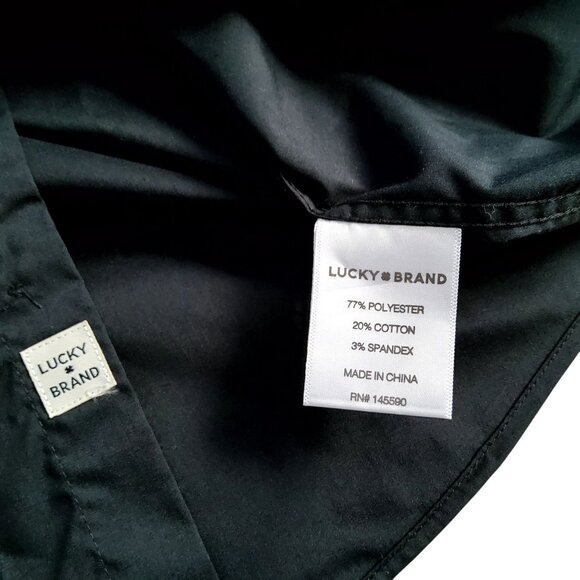 LUCKY BRAND
77% POLYESTER
20% COTTON
3% SPANDEX
MADE IN CHINA
RN# 145590
LUCKY
BRAND